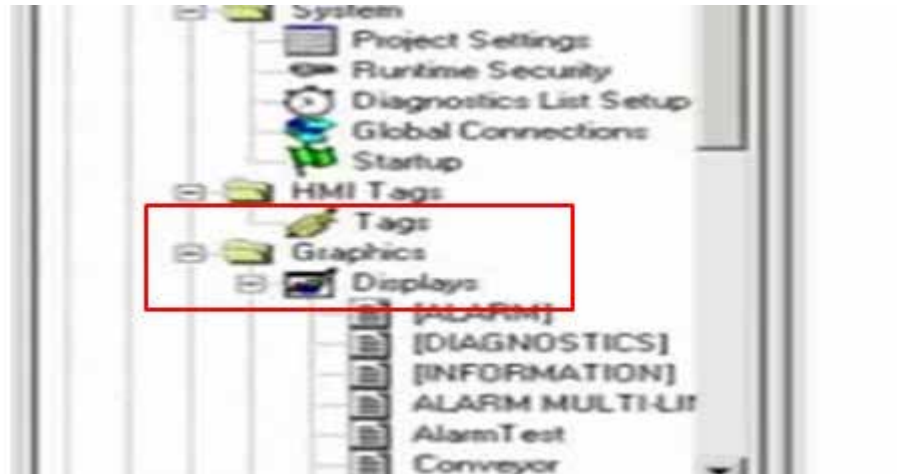 System
Project Settings
Runtime Security
Diagnostics List Setup
Global Connections
Startup
HMI Tags
Tags
Graphics
Displays
[ALARM]
[DIAGNOSTICS]
[INFORMATION]
ALARM MULTI-LI
AlarmTest
Conveyor